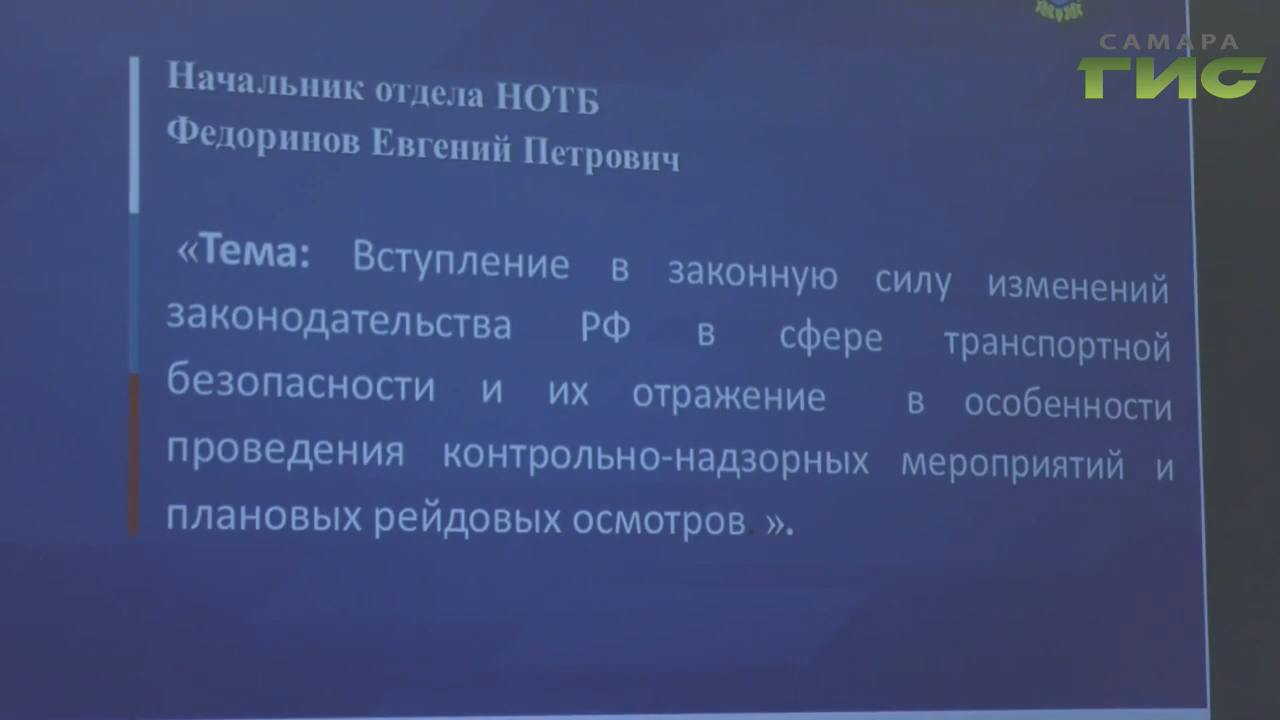 САМАРА
ГИС
Начальник отдела НОТБ
Федоринов Евгений Петрович
«Тема: Вступление в законную силу изменений
законодательства РФ в сфере транспортной
безопасности и их отражение в особенности
проведения контрольно-надзорных мероприятий и
плановых рейдовых осмотров. ».